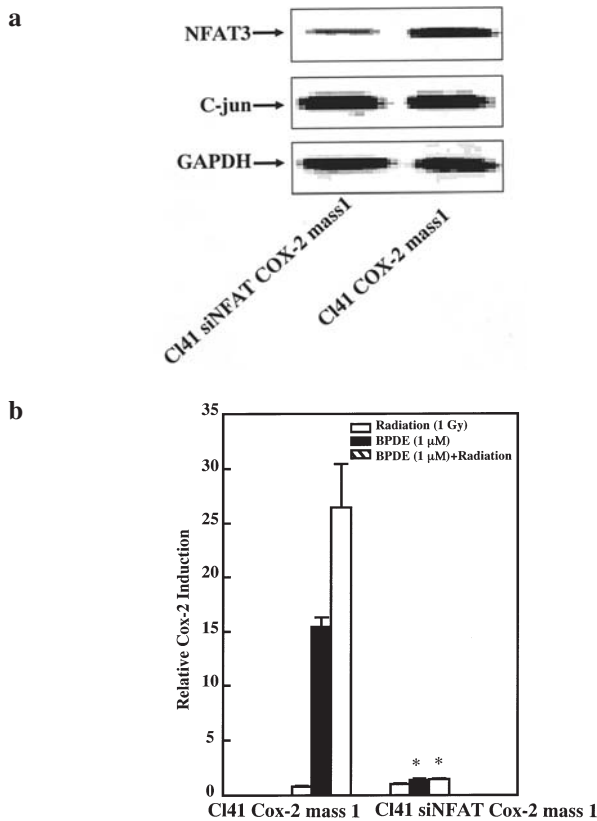 a
NFAT3
C-jun
GAPDH
Cl41 siNFAT COX-2 mass1
Cl41 COX-2 mass1
b
35
30
25
20
15
10
5
0
Relative Cox-2 Induction
Radiation (1 Gy)
BPDE (1 μM)
BPDE (1 μM)+Radiation
* *
Cl41 Cox-2 mass 1 Cl41 siNFAT Cox-2 mass 1